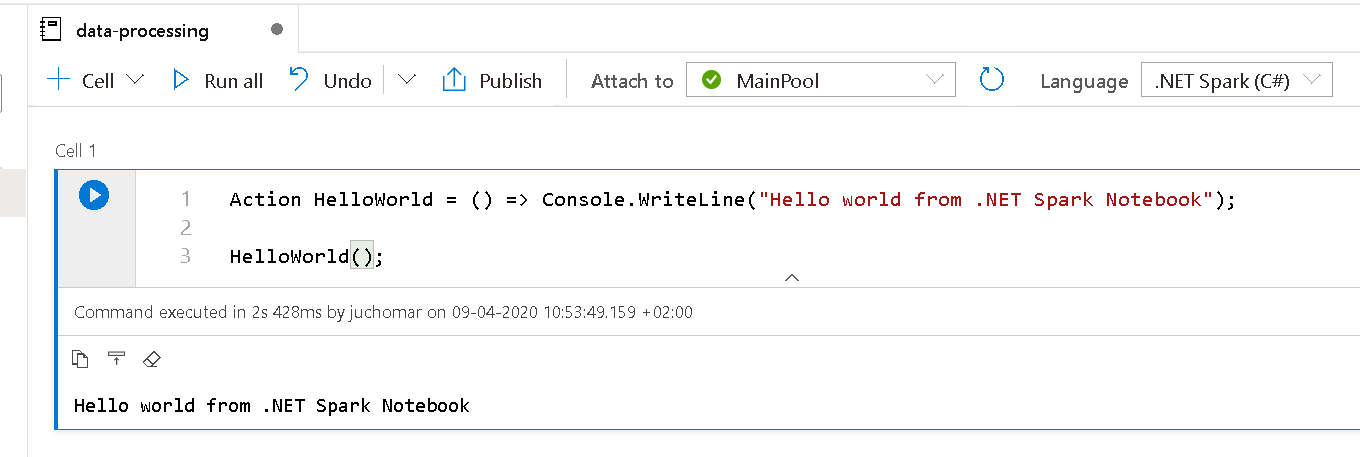 data-processing
Cell Run all Undo Publish Attach to MainPool Language .NET Spark (C#)
Cell 1
1 Action HelloWorld = () => Console.WriteLine("Hello world from .NET Spark Notebook");
2
3 HelloWorld();
Command executed in 2s 428ms by juchomar on 09-04-2020 10:53:49.159 +02:00
Hello world from .NET Spark Notebook